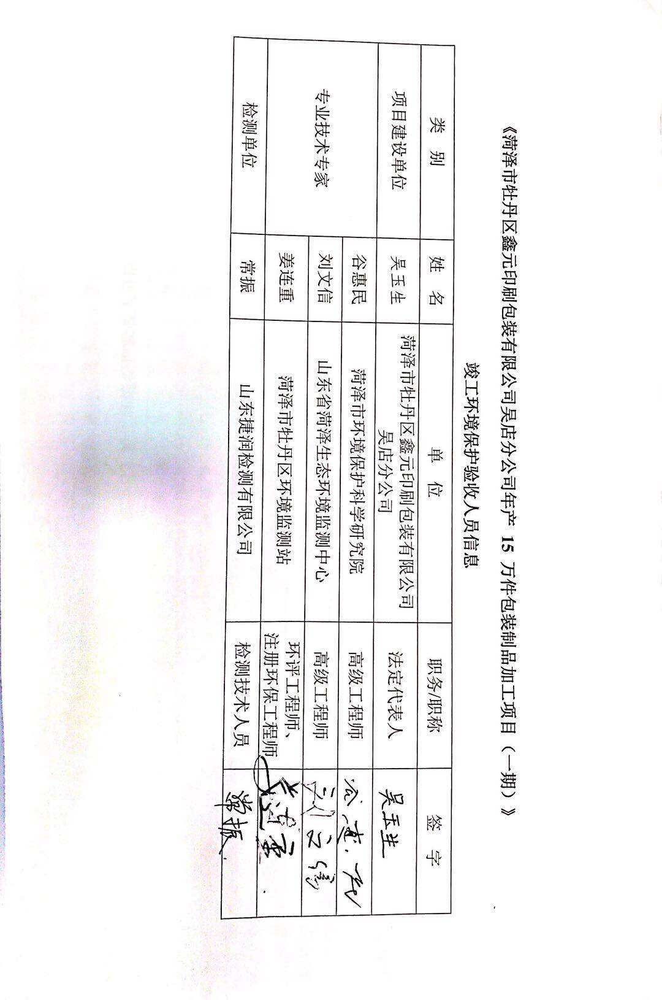 《菏泽市牡丹区鑫元印刷包装有限公司吴店分公司年产 15 万件包装制品加工项目（一期）》
竣工环境保护验收人员信息
类 别 姓 名 单 位 职务/职称 签 字
项目建设单位 吴玉生 菏泽市牡丹区鑫元印刷包装有限公司
吴店分公司 法定代表人 吴玉生
专业技术专家 谷惠民 菏泽市环境保护科学研究院 高级工程师 谷惠民
刘文信 山东省菏泽生态环境监测中心 高级工程师 刘文信
姜连重 菏泽市牡丹区环境监测站 环评工程师、
注册环保工程师 姜连重
检测单位 常振 山东捷润检测有限公司 检测技术人员 常振